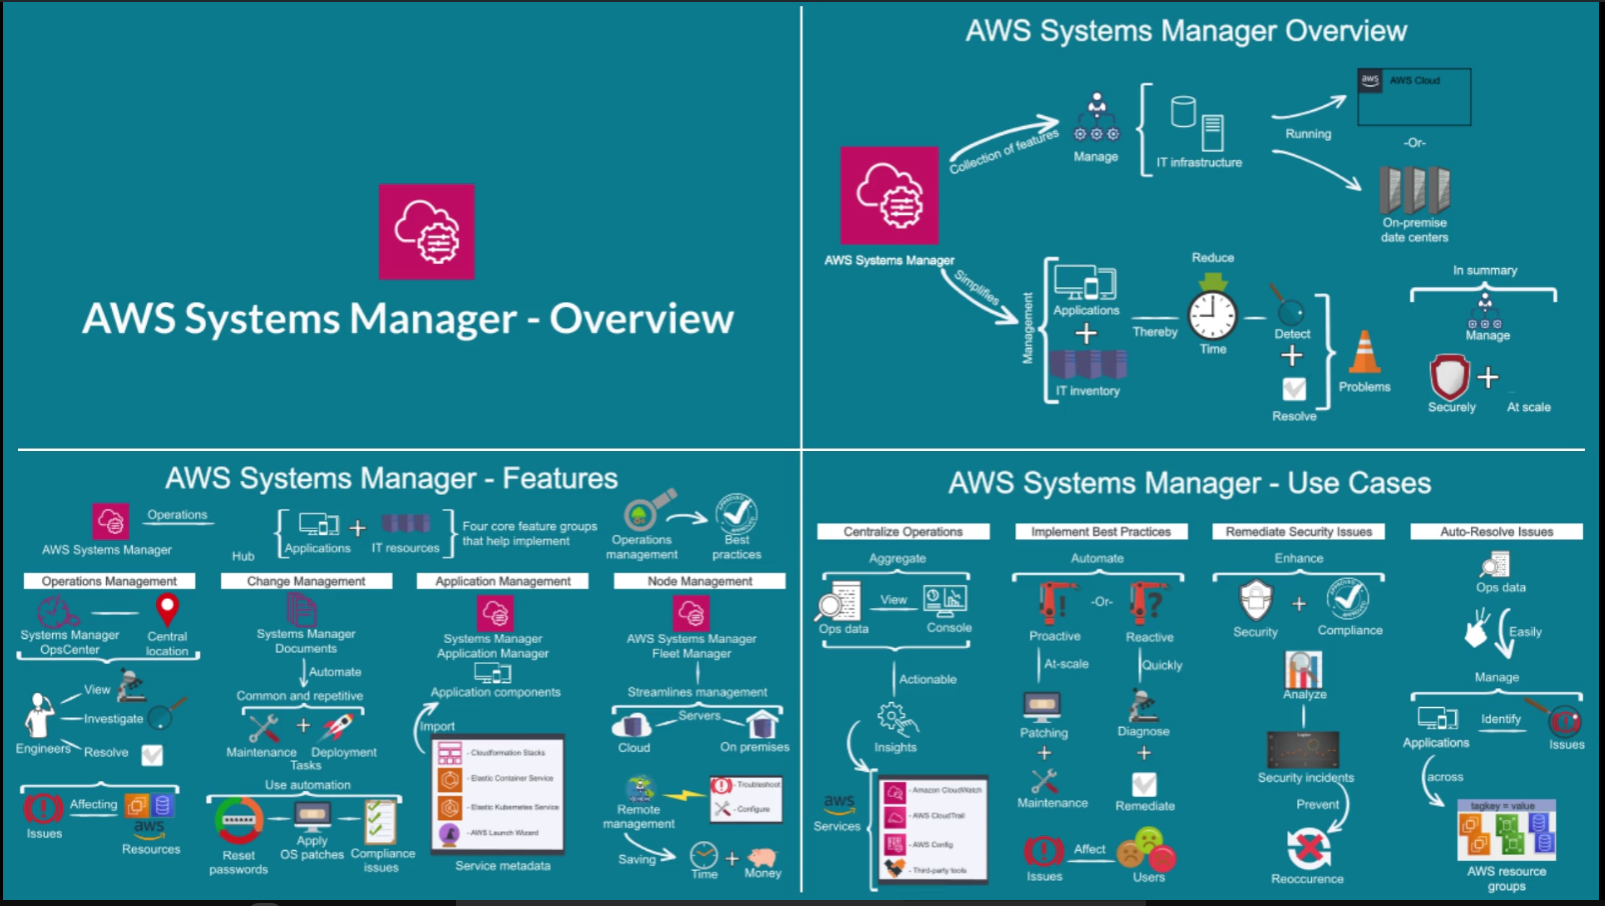 AWS Systems Manager - Overview
AWS Systems Manager Overview
AWS Systems Manager
Collection of features
Manage
IT infrastructure
Running
aws
AWS Cloud
-Or-
On-premise
date centers
Simplifies
Management
Applications
IT inventory
Thereby
Reduce
Time
Detect
Resolve
Problems
In summary
Manage
Securely
At scale
AWS Systems Manager - Features
AWS Systems Manager
Operations
Hub
Applications
IT resources
Four core feature groups
that help implement
Operations
management
Best
practices
Operations Management
Systems Manager
OpsCenter
Central
location
Engineers
View
Investigate
Resolve
Issues
Affecting
aws
Resources
Change Management
Systems Manager
Documents
Automate
Common and repetitive
Maintenance
Deployment
Tasks
Use automation
Reset
passwords
Apply
OS patches
Compliance
issues
Application Management
Systems Manager
Application Manager
Application components
Import
- Cloudformation Stacks
- Elastic Container Service
- Elastic Kubernetes Service
- AWS Launch Wizard
Service metadata
Node Management
AWS Systems Manager
Fleet Manager
Streamlines management
Servers
Cloud
On premises
Remote
management
- Troubleshoot
- Configure
Saving
Time
Money
AWS Systems Manager - Use Cases
Centralize Operations
Aggregate
Ops data
View
Console
Actionable
Insights
aws
Services
- Amazon CloudWatch
- AWS CloudTrail
- AWS Config
- Third-party tools
Implement Best Practices
Automate
Proactive
-Or-
Reactive
At-scale
Quickly
Patching
Diagnose
Maintenance
Remediate
Issues
Affect
Users
Remediate Security Issues
Enhance
Security
Compliance
Analyze
Security incidents
Prevent
Reoccurence
Auto-Resolve Issues
Ops data
Easily
Manage
Applications
Identify
Issues
across
tagkey = value
AWS resource
groups